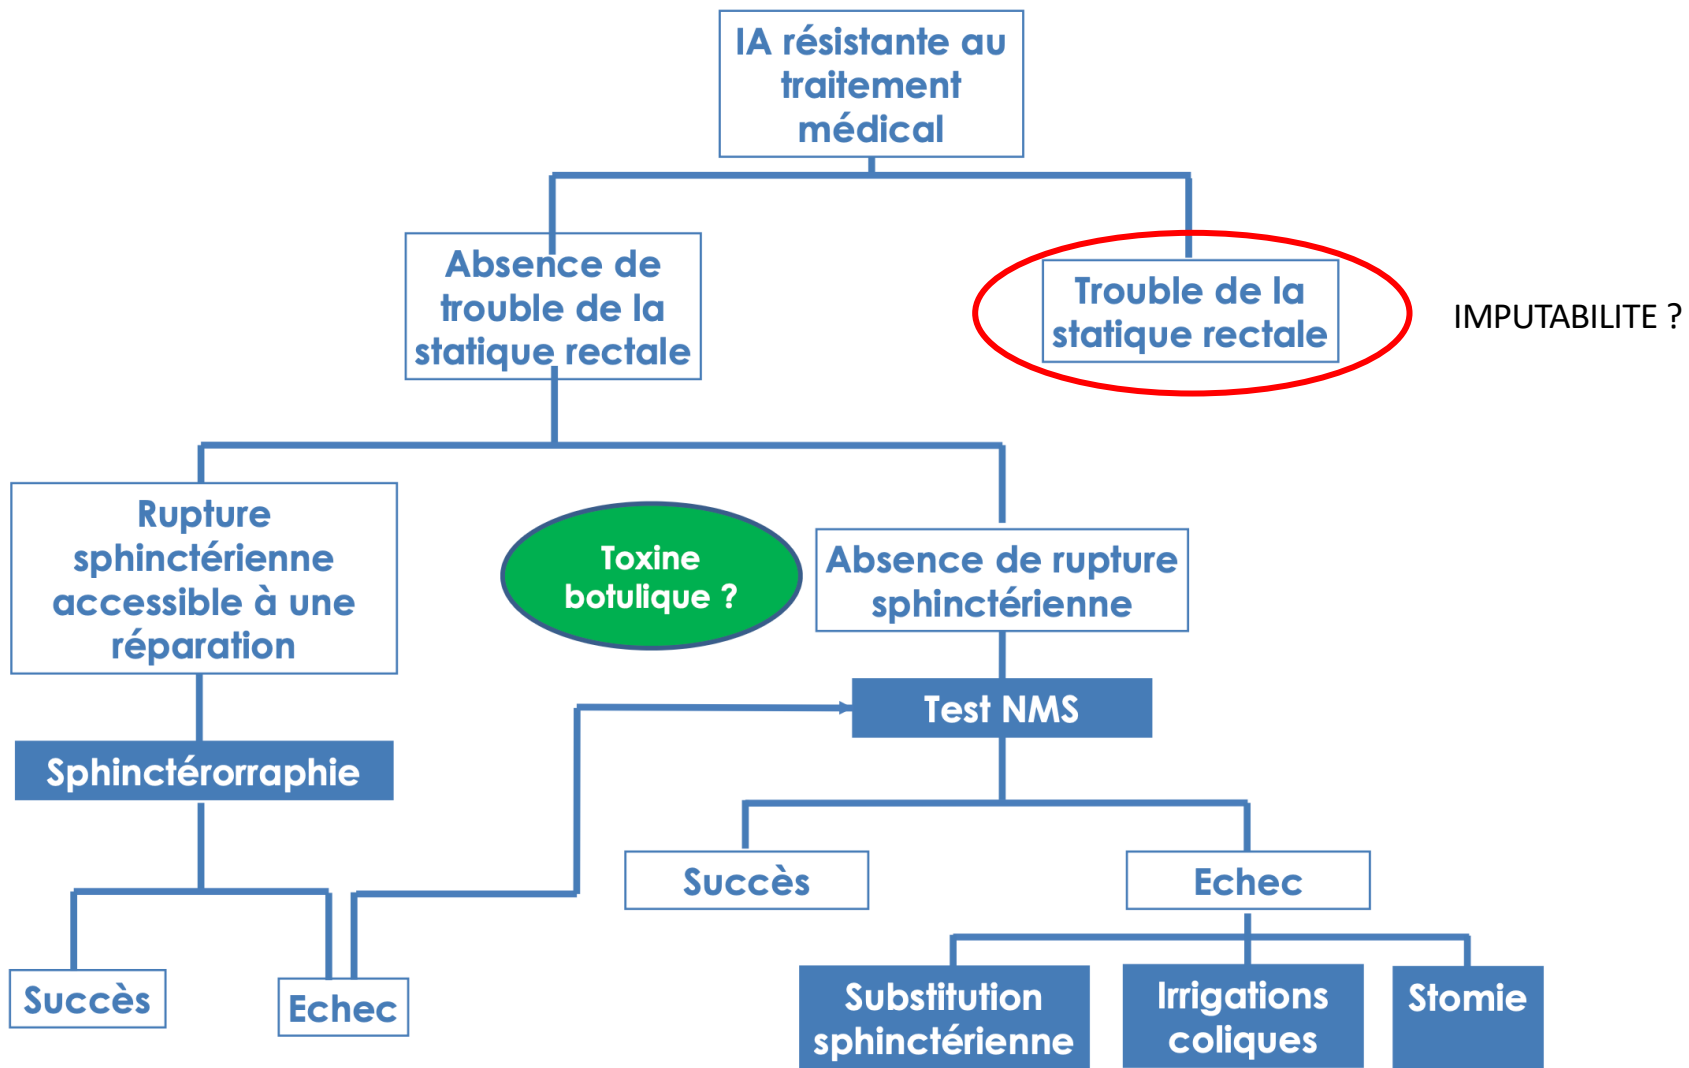 IA résistante au
traitement
médical
Absence de
trouble de la
statique rectale
Trouble de la
statique rectale
IMPUTABILITE ?
Rupture
sphinctérienne
accessible à une
réparation
Toxine
botulique ?
Absence de rupture
sphinctérienne
Test NMS
Sphinctérorraphie
Succès
Echec
Succès
Echec
Substitution
sphinctérienne
Irrigations
coliques
Stomie